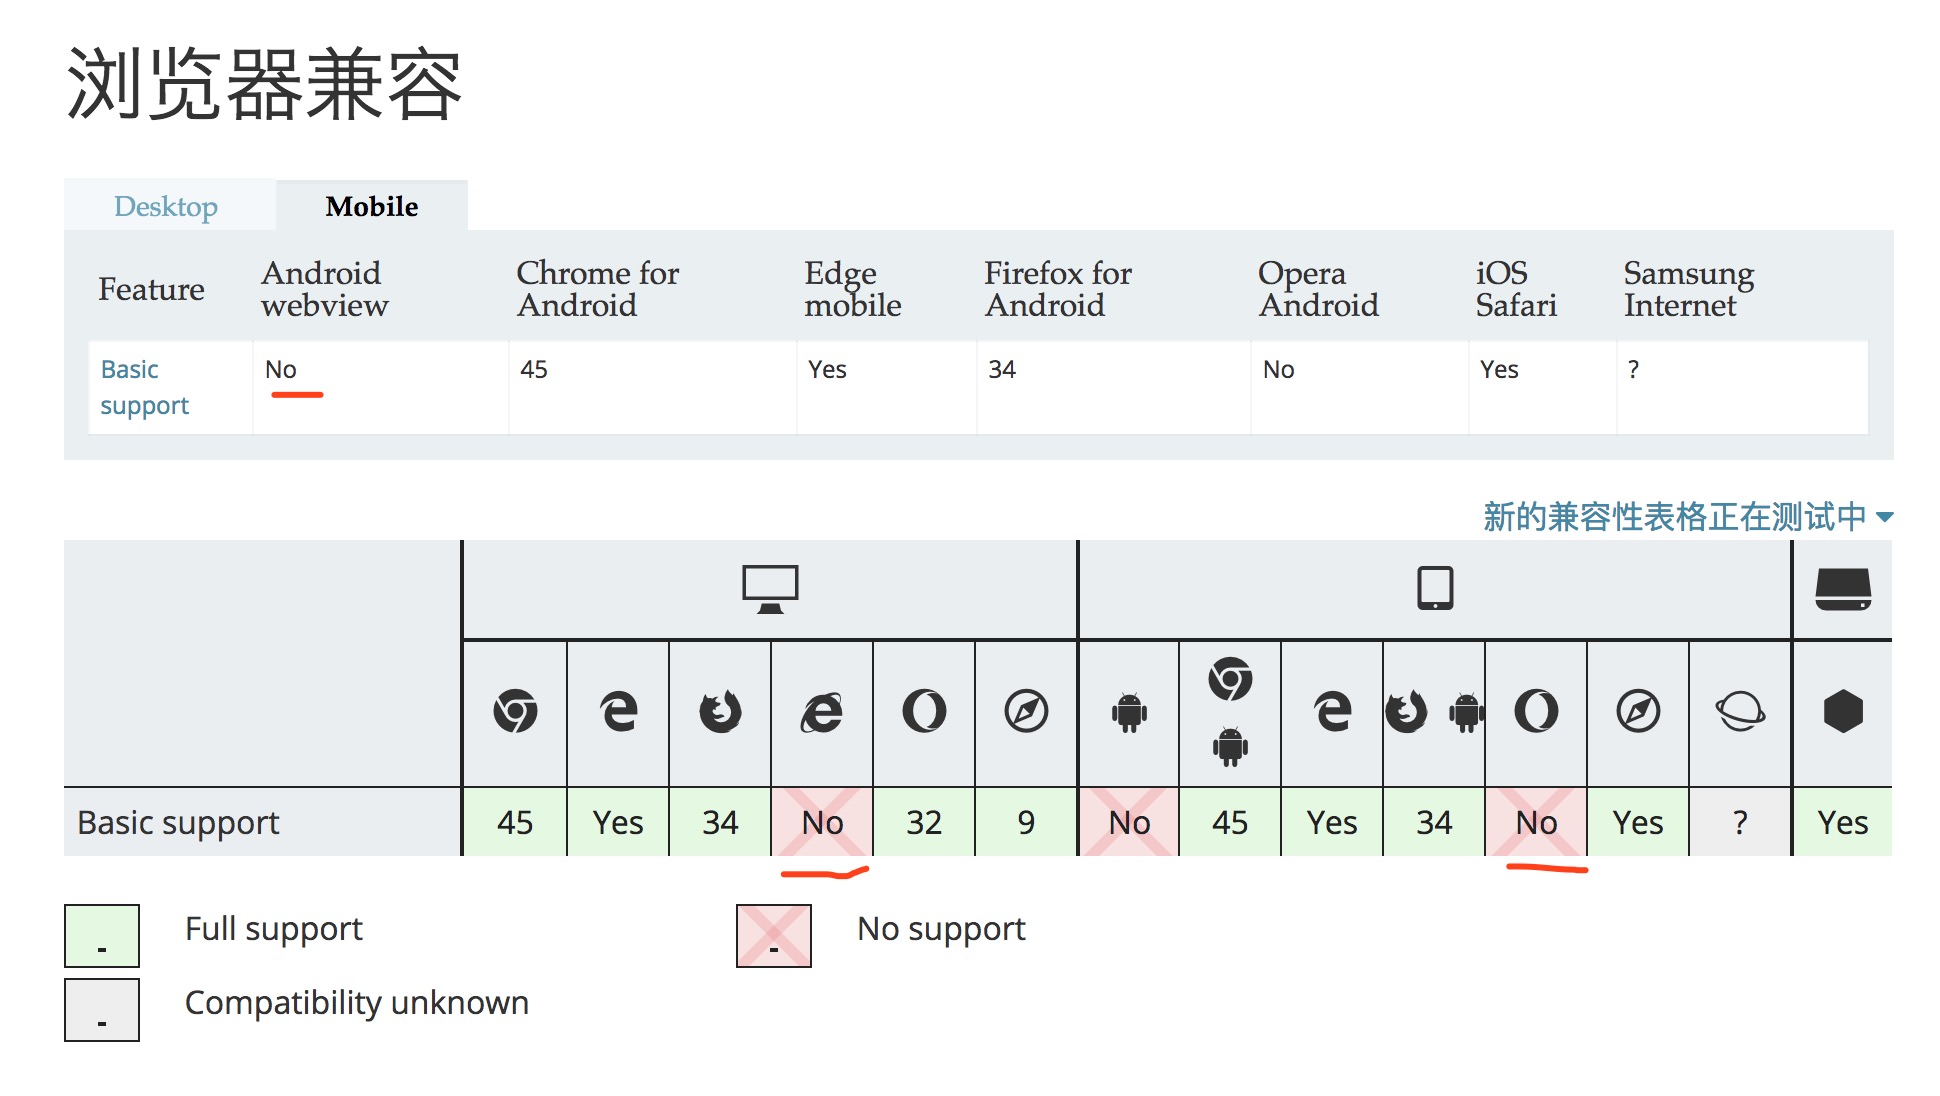 浏览器兼容
Desktop Mobile
Feature Android webview Chrome for Android Edge mobile Firefox for Android Opera Android iOS Safari Samsung Internet
Basic support No 45 Yes 34 No Yes ?
新的兼容性表格正在测试中
Basic support 45 Yes 34 No 32 9 No 45 Yes 34 No Yes ? Yes
- Full support - No support
- Compatibility unknown